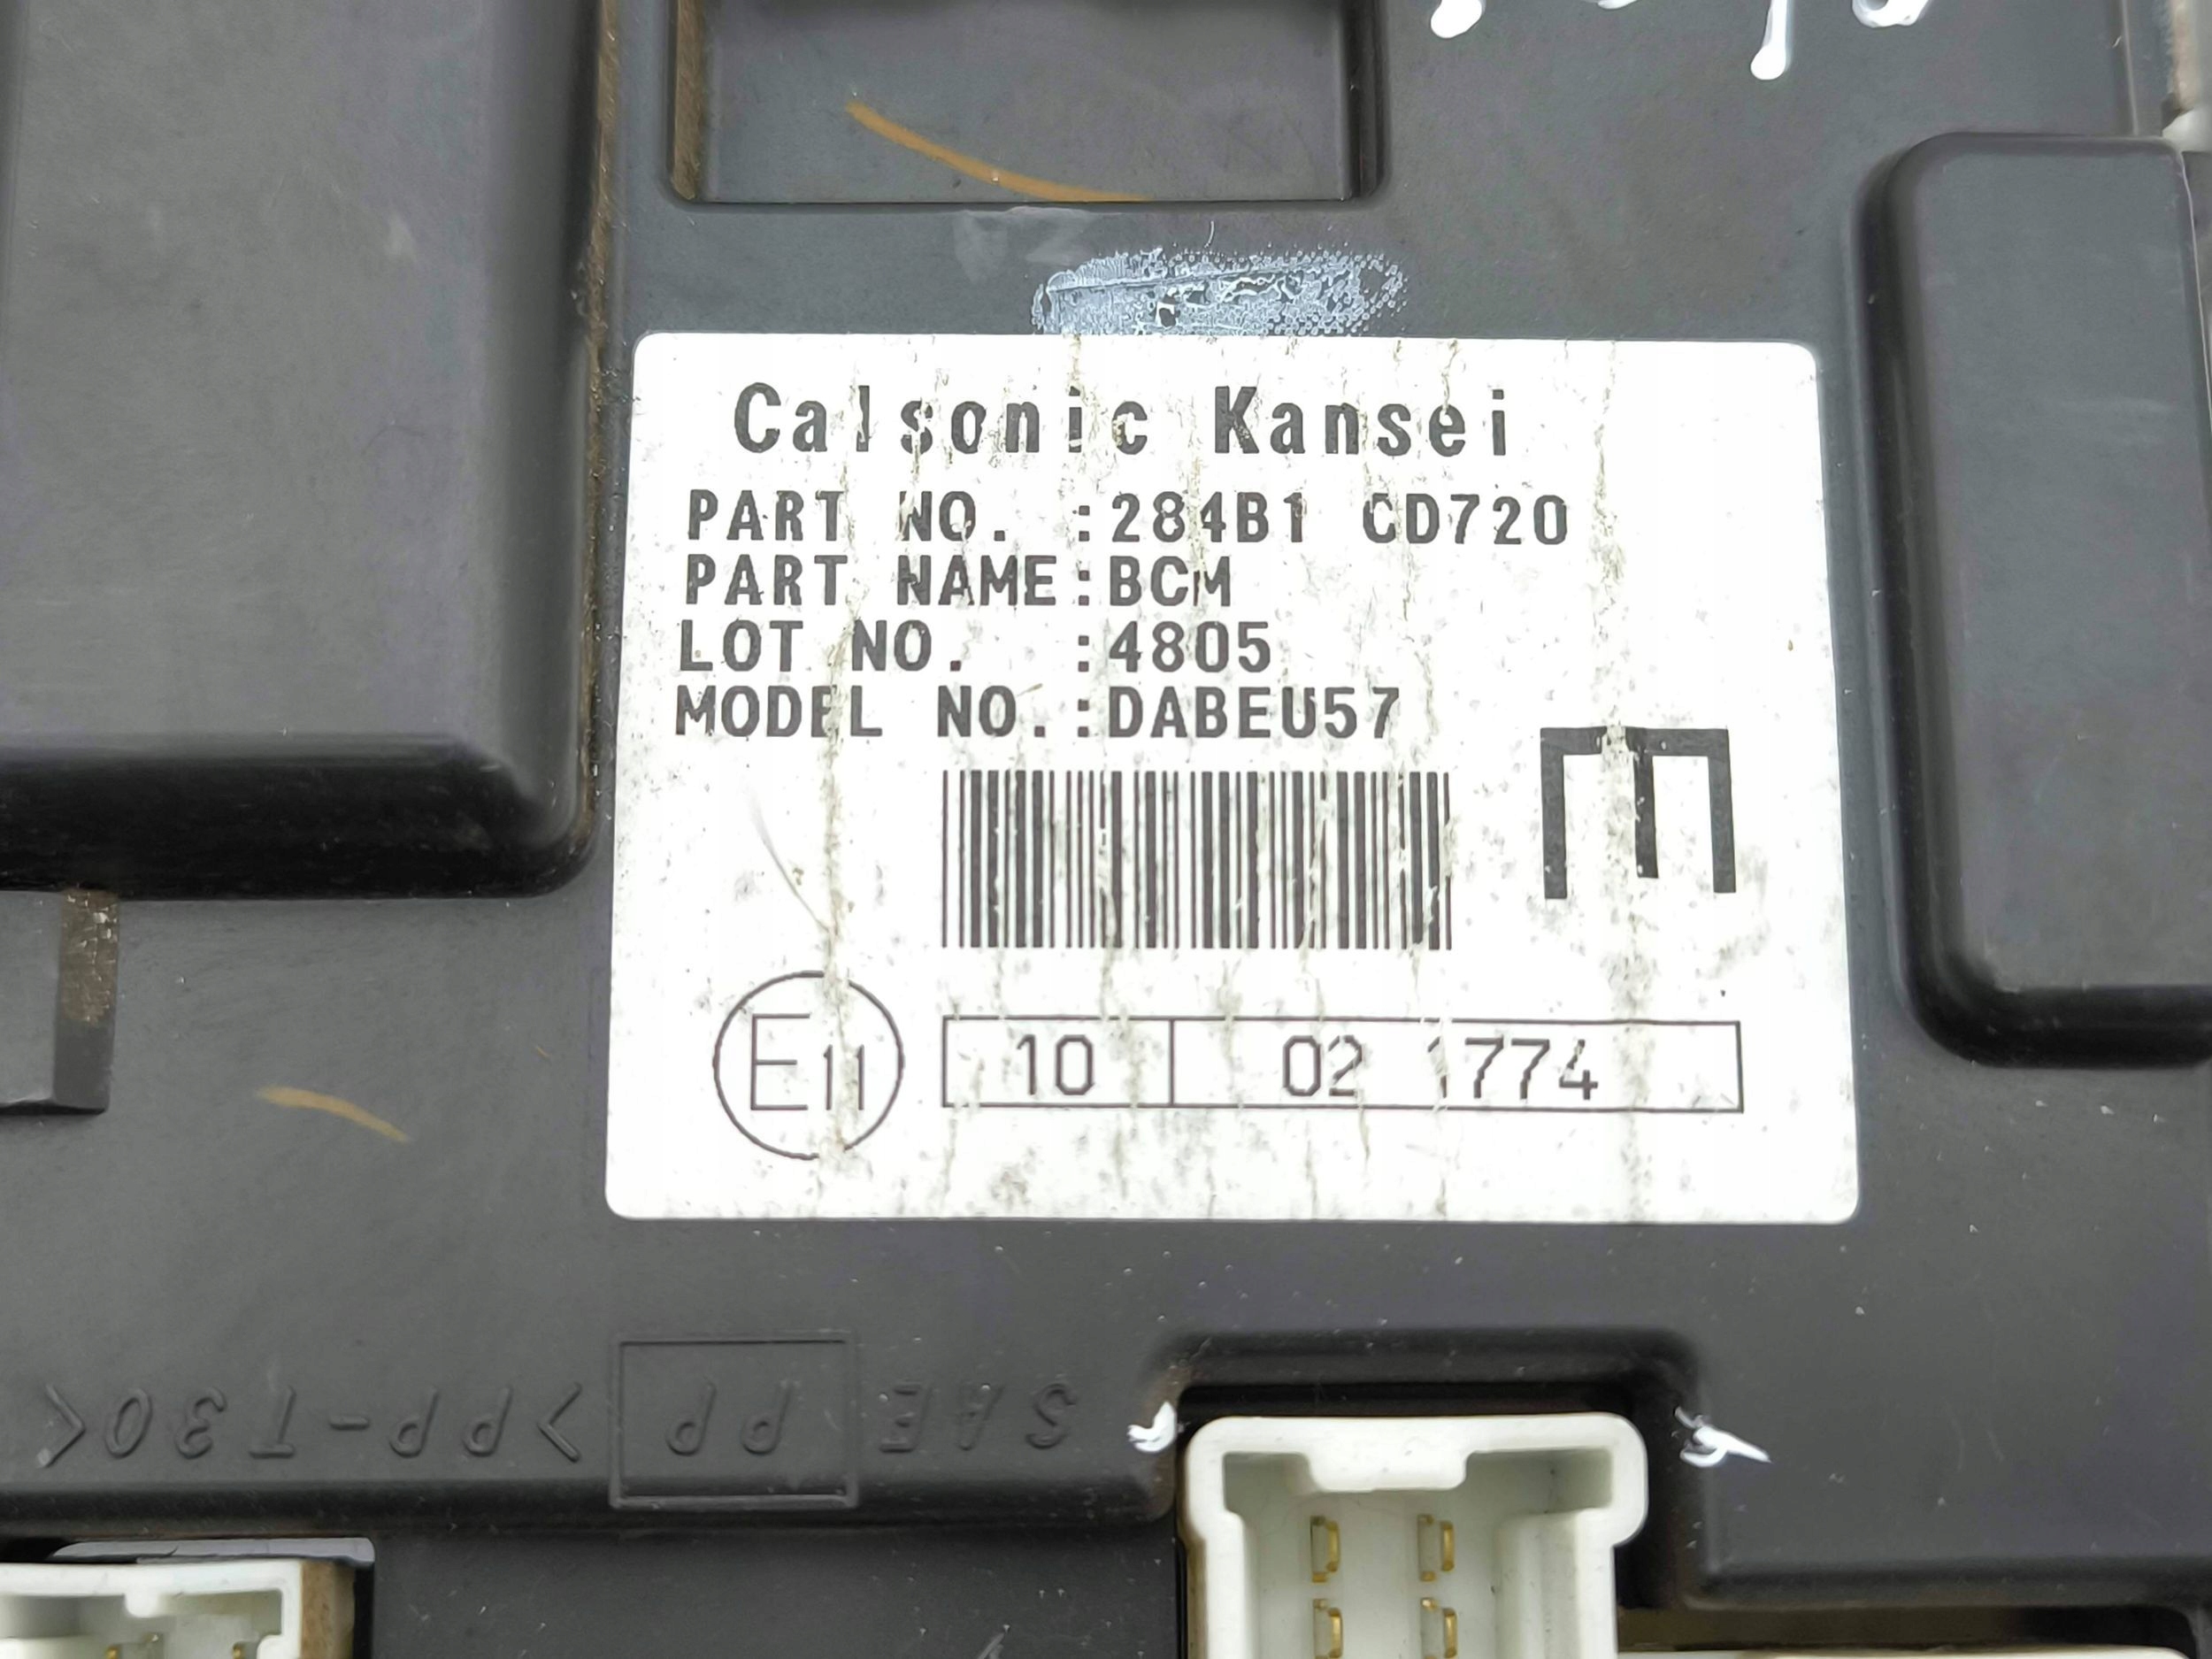 Calsonic Kansei
PART NO. :284B1 CD720
PART NAME:BCM
LOT NO. :4805
MODEL NO.:DABEU57
E
E11 10 02 1774
SAE PP >PP-T30<